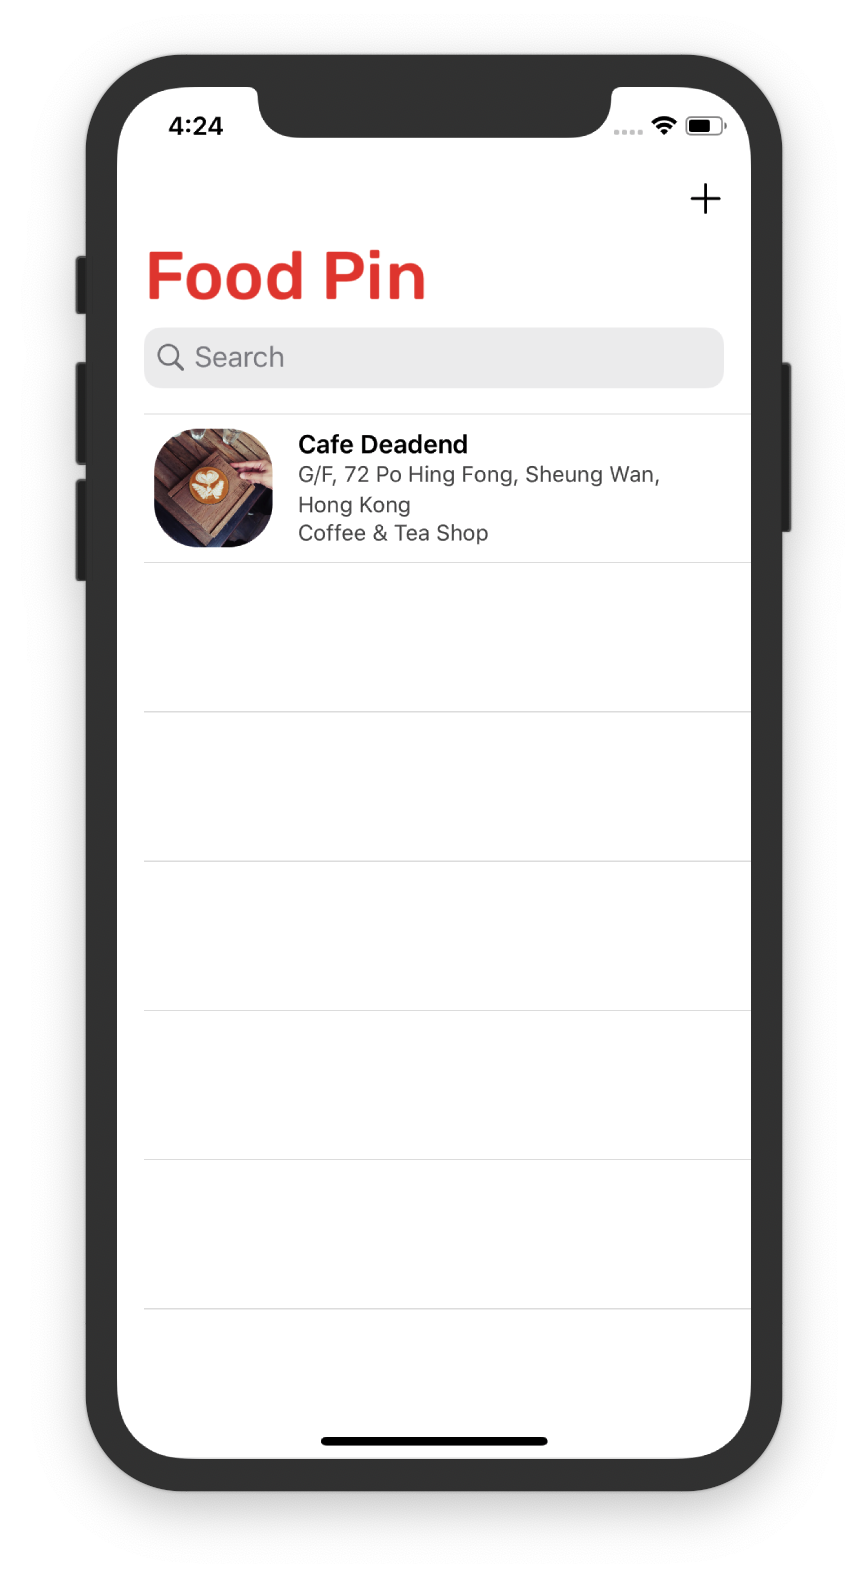 4:24
Food Pin
Search
Cafe Deadend
G/F, 72 Po Hing Fong, Sheung Wan,
Hong Kong
Coffee & Tea Shop